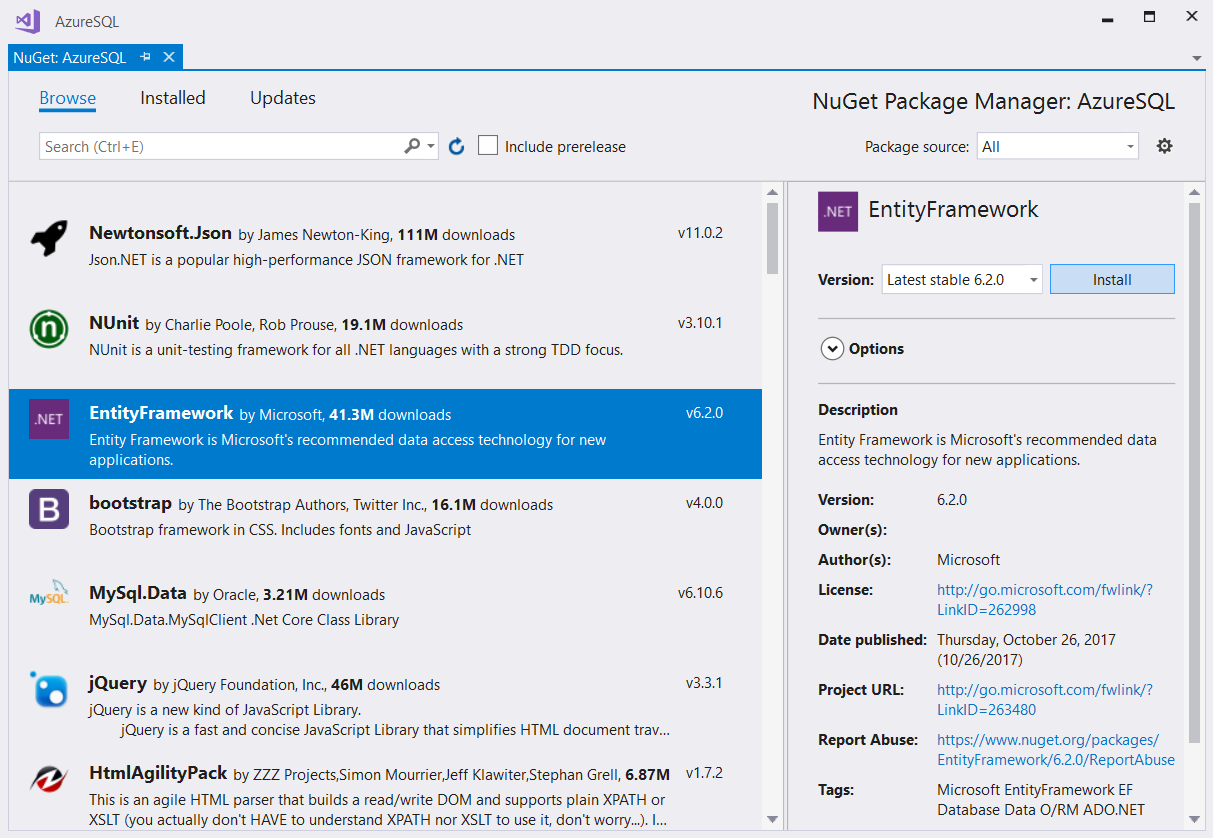 AzureSQL
NuGet: AzureSQL
Browse Installed Updates
NuGet Package Manager: AzureSQL
Search (Ctrl+E)
Include prerelease
Package source: All
Newtonsoft.Json by James Newton-King, 111M downloads v11.0.2
Json.NET is a popular high-performance JSON framework for .NET
n
NUnit by Charlie Poole, Rob Prouse, 19.1M downloads v3.10.1
NUnit is a unit-testing framework for all .NET languages with a strong TDD focus.
.NET
EntityFramework by Microsoft, 41.3M downloads v6.2.0
Entity Framework is Microsoft's recommended data access technology for new
applications.
B
bootstrap by The Bootstrap Authors, Twitter Inc., 16.1M downloads v4.0.0
Bootstrap framework in CSS. Includes fonts and JavaScript
MySQL
MySql.Data by Oracle, 3.21M downloads v6.10.6
MySql.Data.MySqlClient .Net Core Class Library
jQuery by jQuery Foundation, Inc., 46M downloads v3.3.1
jQuery is a new kind of JavaScript Library.
jQuery is a fast and concise JavaScript Library that simplifies HTML document trav...
HtmlAgilityPack by ZZZ Projects,Simon Mourrier,Jeff Klawiter,Stephan Grell, 6.87M v1.7.2
This is an agile HTML parser that builds a read/write DOM and supports plain XPATH or
XSLT (you actually don't HAVE to understand XPATH nor XSLT to use it, don't worry...). I...
.NET
EntityFramework
Version: Latest stable 6.2.0 Install
Options
Description
Entity Framework is Microsoft's recommended data
access technology for new applications.
Version: 6.2.0
Owner(s):
Author(s): Microsoft
License: http://go.microsoft.com/fwlink/?
LinkID=262998
Date published: Thursday, October 26, 2017
(10/26/2017)
Project URL: http://go.microsoft.com/fwlink/?
LinkID=263480
Report Abuse: https://www.nuget.org/packages/
EntityFramework/6.2.0/ReportAbuse
Tags: Microsoft EntityFramework EF
Database Data O/RM ADO.NET